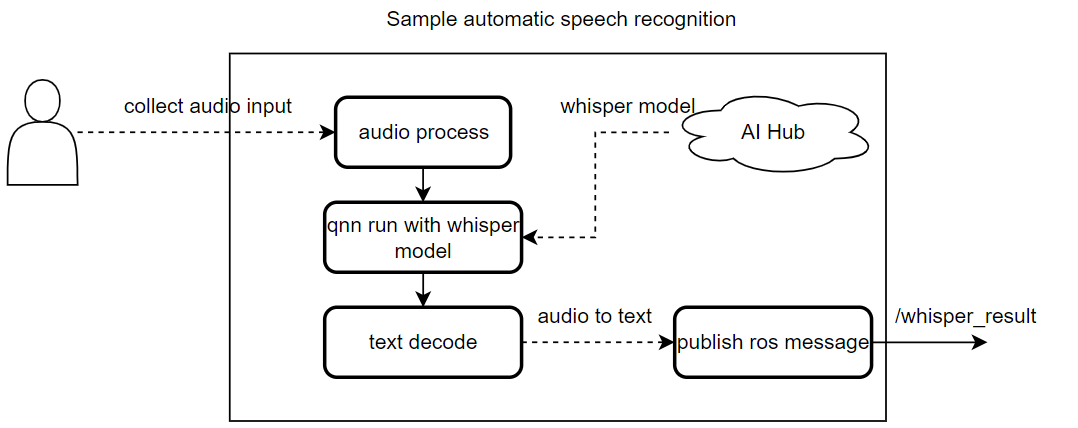 Sample automatic speech recognition
collect audio input
audio process
whisper model
AI Hub
qnn run with whisper
model
text decode
audio to text
publish ros message
/whisper_result